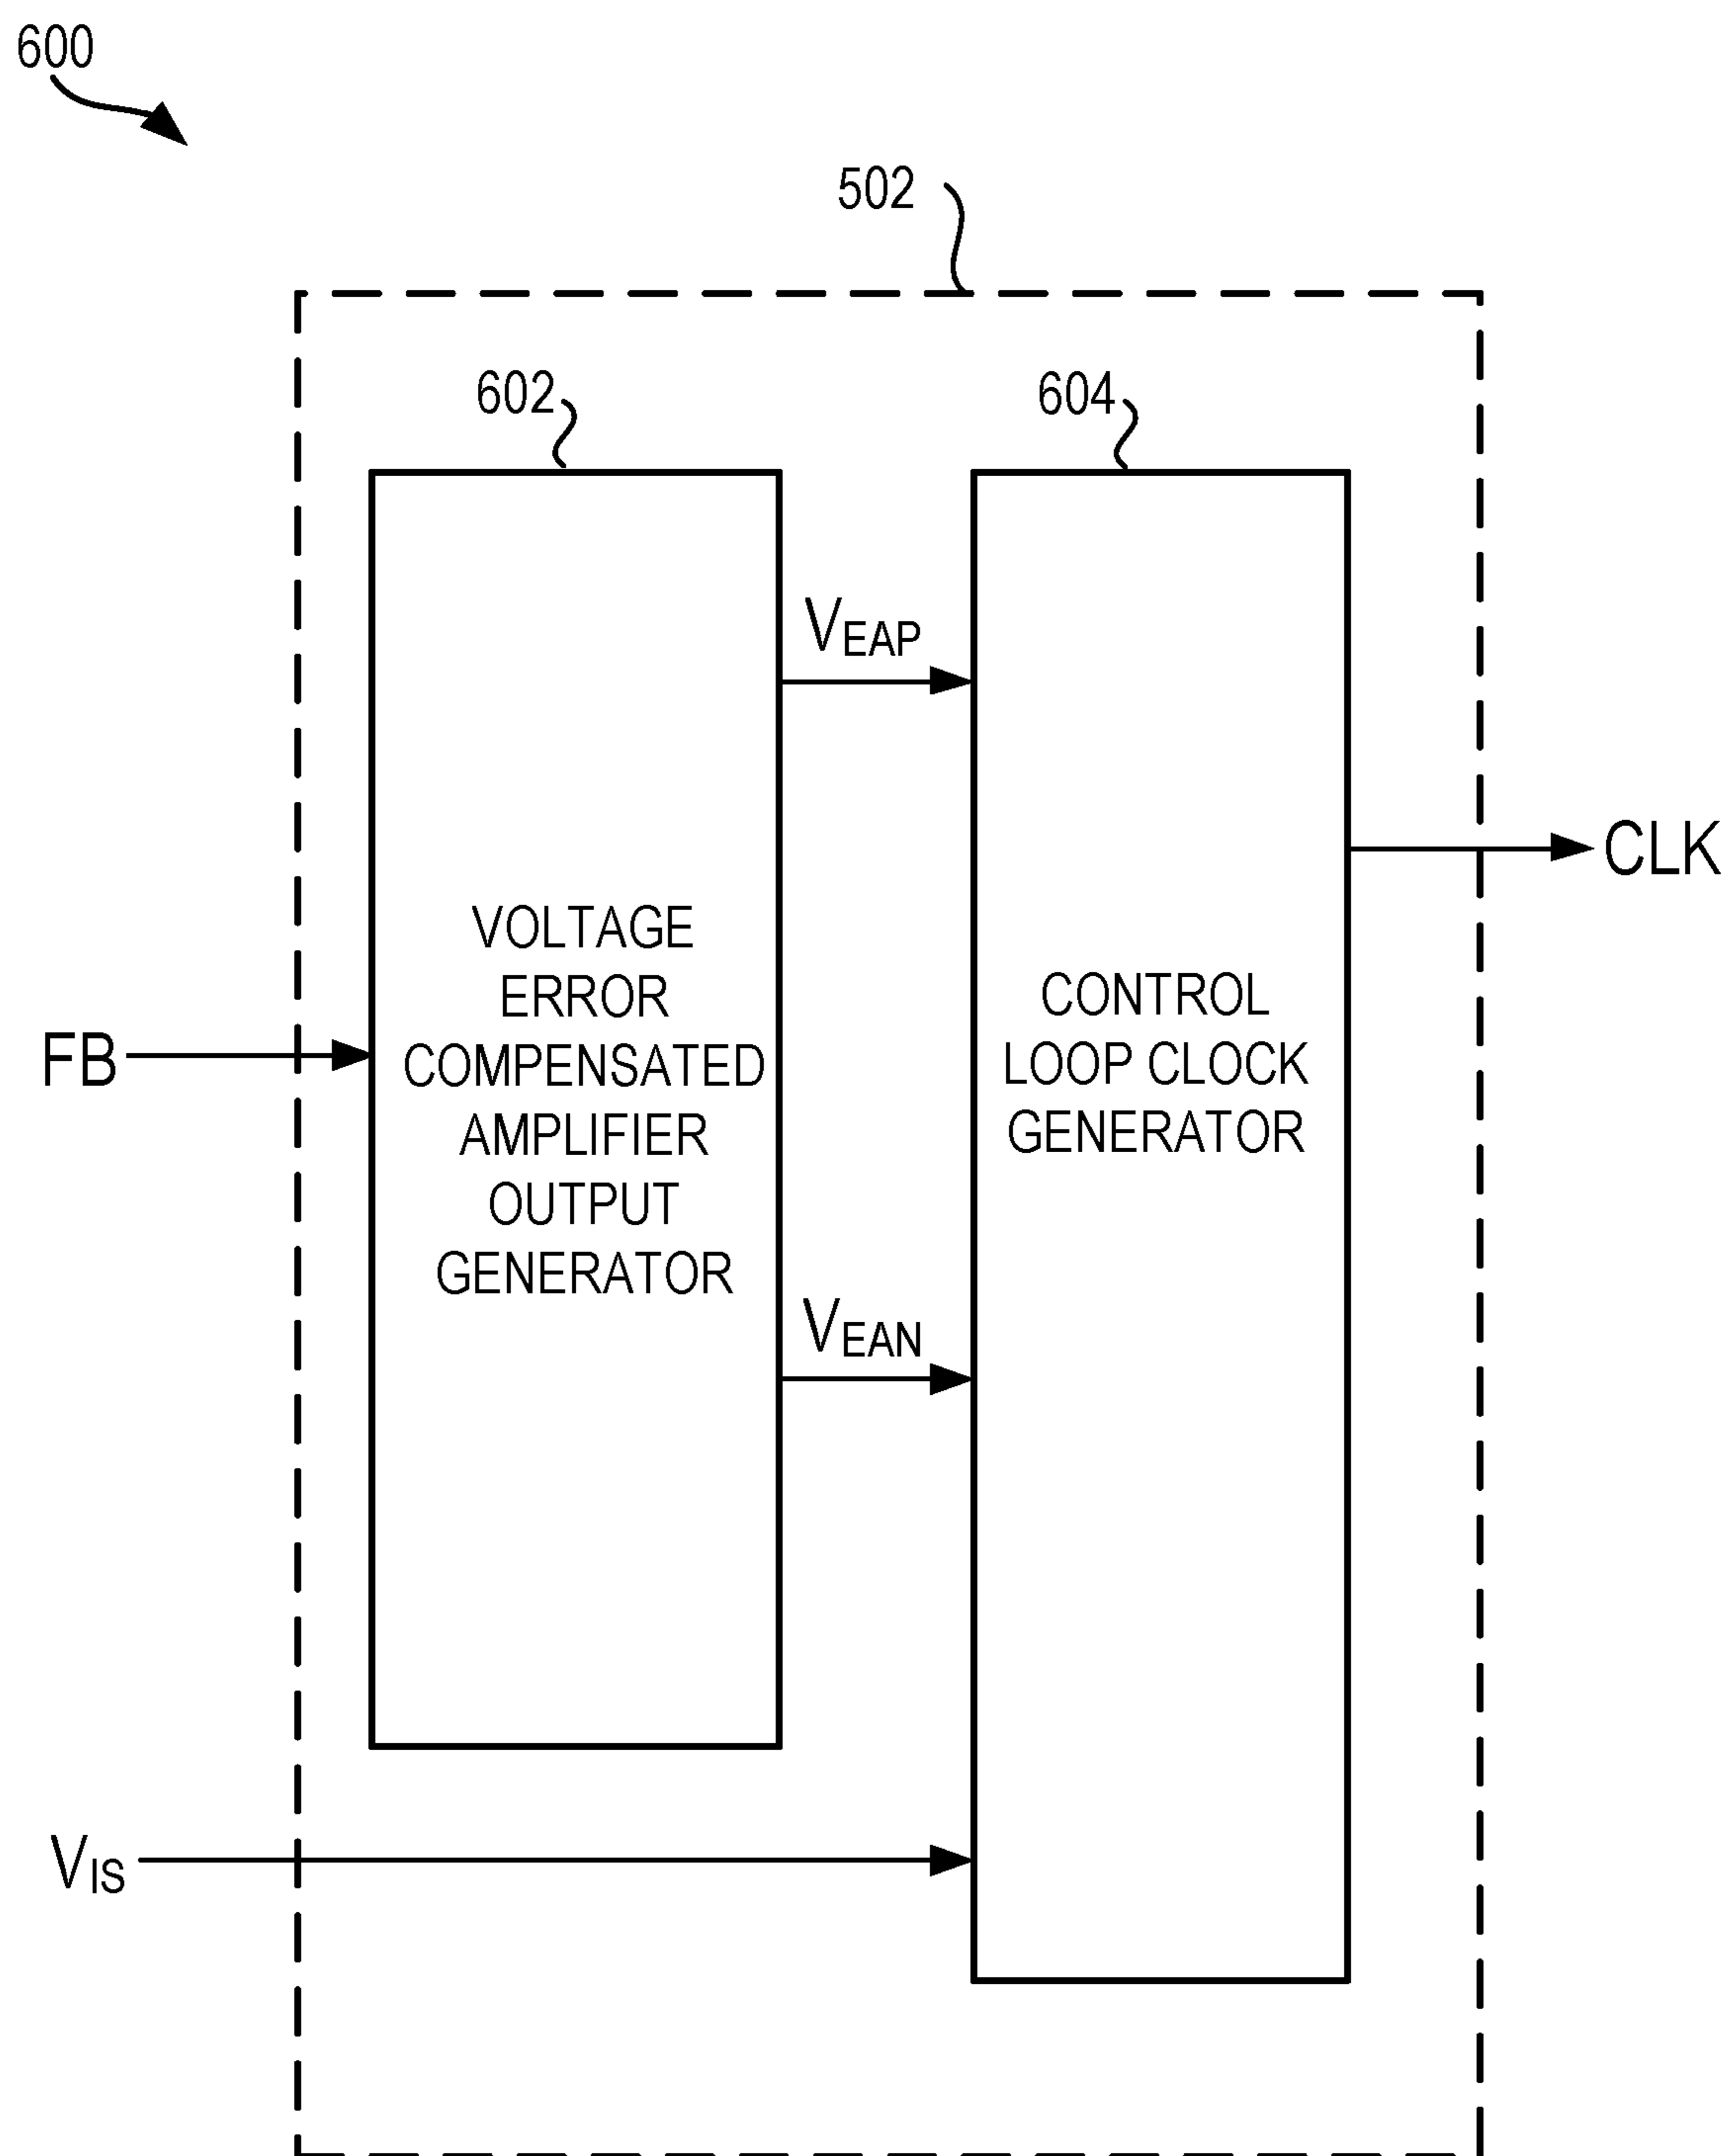 600
502
602
604
VEAP
CLK
VOLTAGE
ERROR
COMPENSATED
AMPLIFIER
OUTPUT
GENERATOR
CONTROL
LOOP CLOCK
GENERATOR
FB
VEAN
VIS